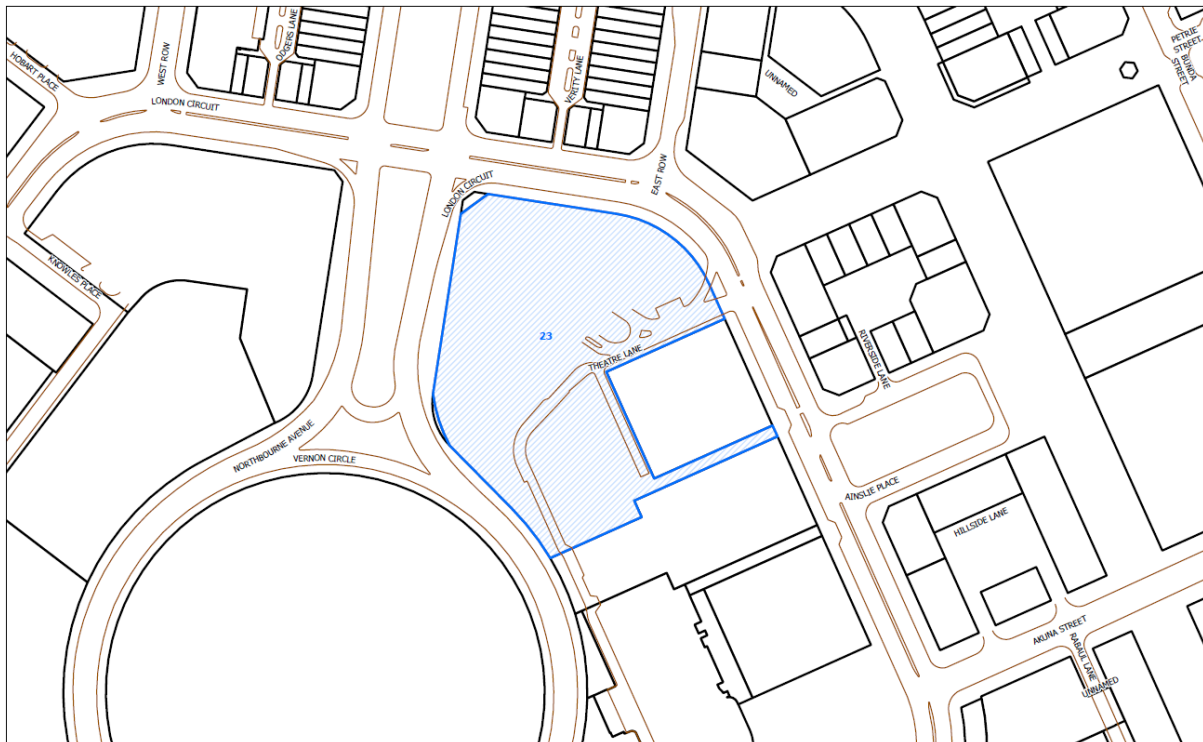 HOBART PLACE
WEST ROW
ODGERS LANE
VERITY LANE
UNNAMED
PETRIE
STREET
BUNDA
STREET
LONDON CIRCUIT
LONDON CIRCUIT
EAST ROW
KNOWLES PLACE
23
THEATRE LANE
RIVERSIDE
LANE
NORTHBOURNE AVENUE
VERNON CIRCLE
AINSLIE PLACE
HILLSIDE LANE
AKUNA STREET
RABAUL LANE
UNNAMED